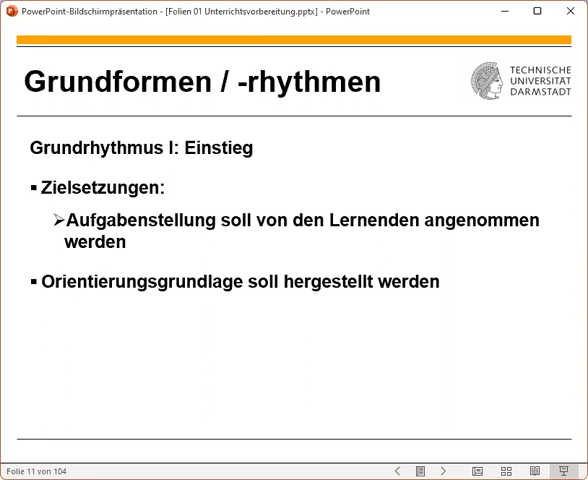 PowerPoint-Bildschirmpräsentation - [Folien 01 Unterrichtsvorbereitung.pptx] - PowerPoint
Grundformen / -rhythmen
TECHNISCHE
UNIVERSITÄT
DARMSTADT
Grundrhythmus I: Einstieg
▪ Zielsetzungen:
➢Aufgabenstellung soll von den Lernenden angenommen
werden
▪ Orientierungsgrundlage soll hergestellt werden
Folie 11 von 104